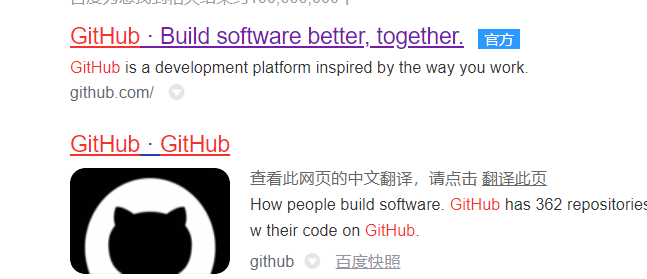 GitHub · Build software better, together. 官方
GitHub is a development platform inspired by the way you work.
github.com/
GitHub · GitHub
查看此网页的中文翻译，请点击 翻译此页
How people build software. GitHub has 362 repositories
w their code on GitHub.
github 百度快照